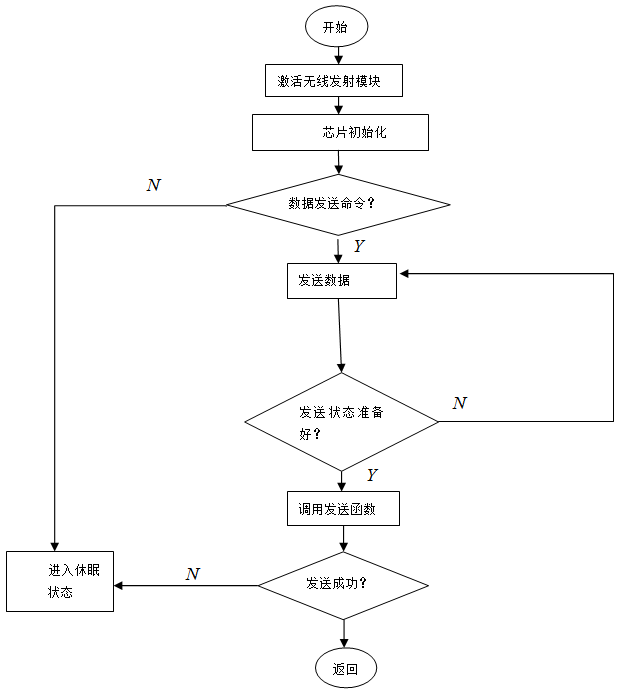 开始
激活无线发射模块
芯片初始化
N
数据发送命令？
Y
发送数据
发送状态准备
好？
N
Y
调用发送函数
进入休眠
状态
N
发送成功？
返回